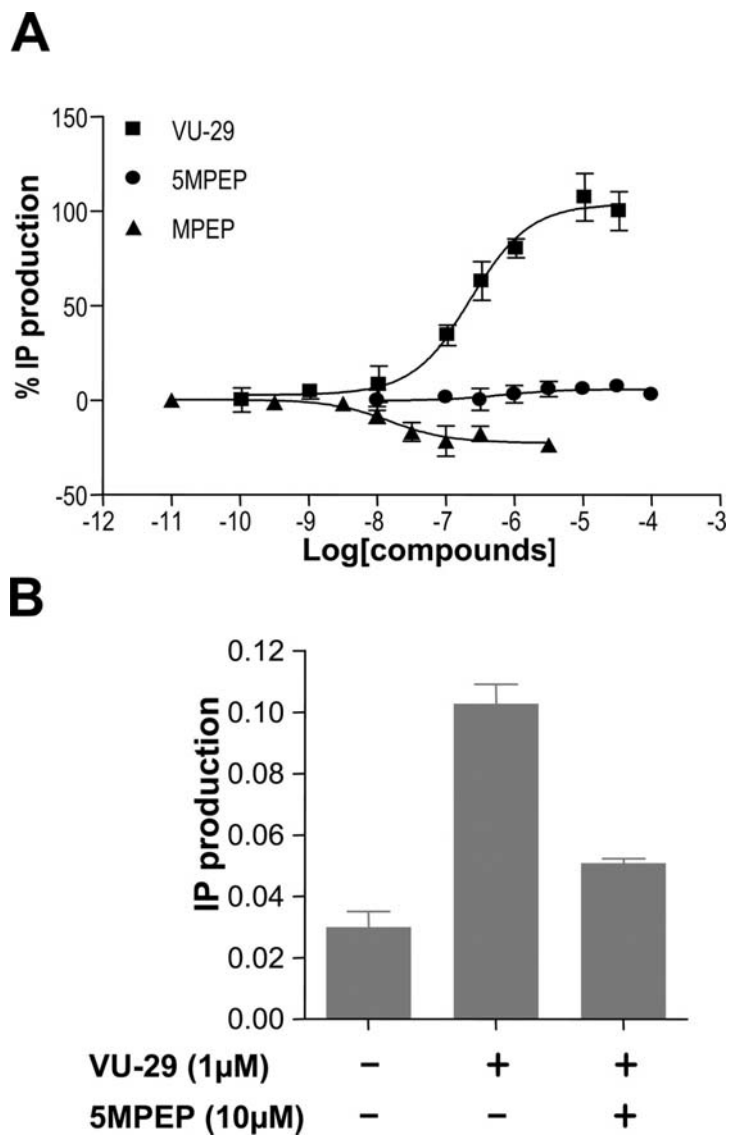 A
150
VU-29
5MPEP
100
MPEP
% IP production
50
0
-50
-12 -11 -10 -9 -8 -7 -6 -5 -4 -3
Log[compounds]
B
0.12
0.10
IP production
0.08
0.06
0.04
0.02
0.00
VU-29 (1µM) − + +
5MPEP (10µM) − − +